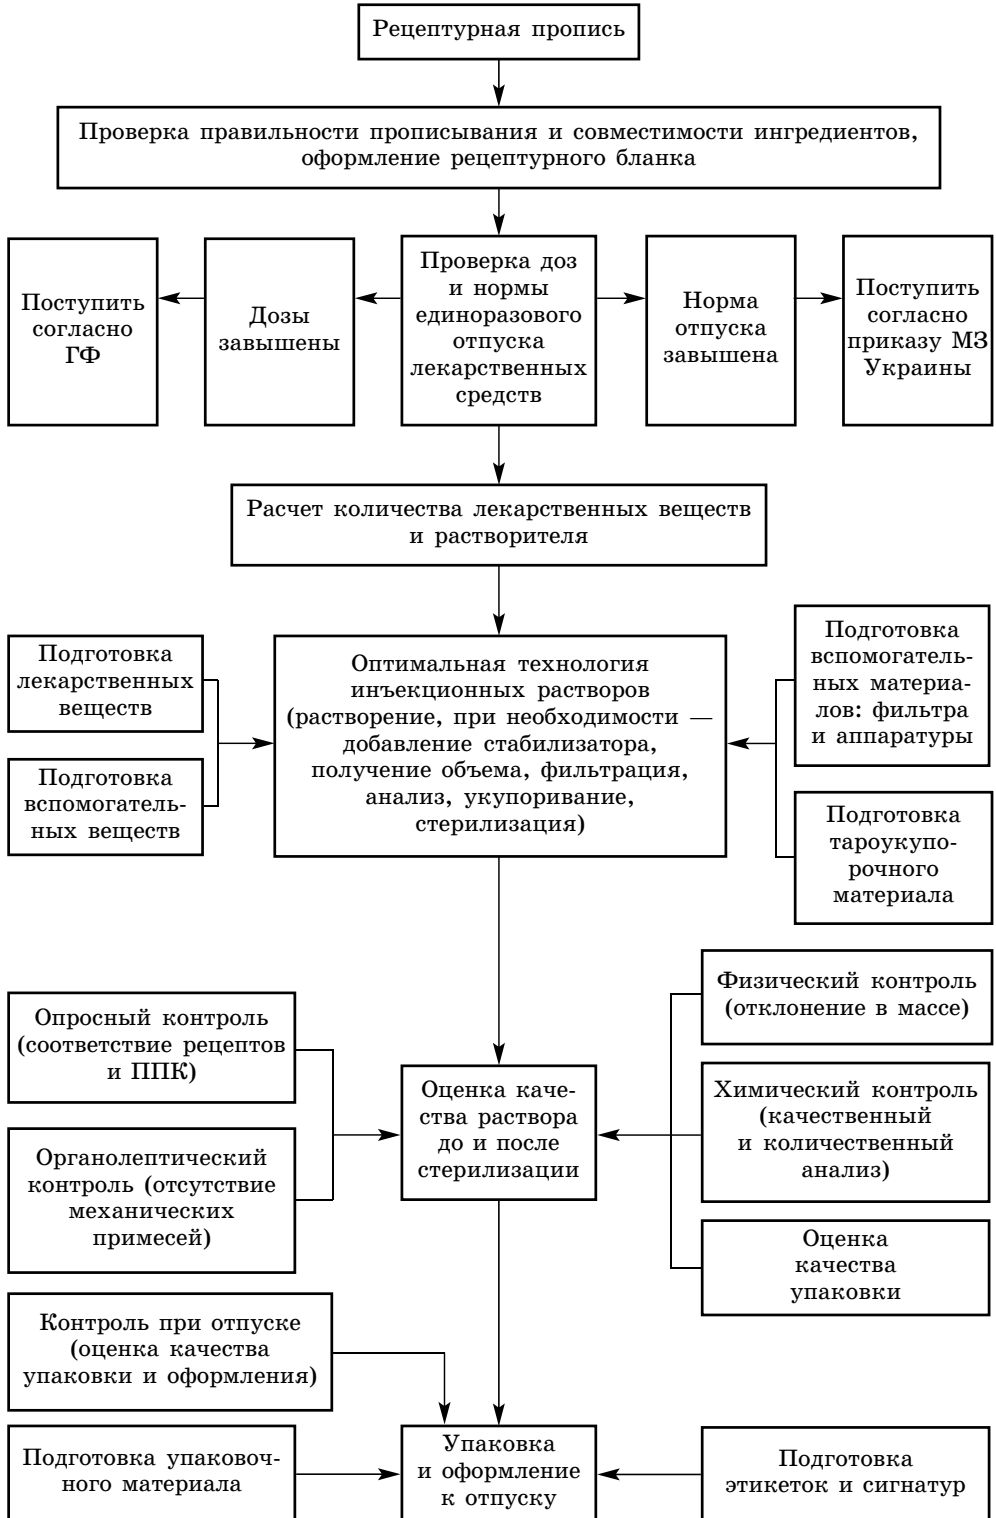 Рецептурная пропись
Проверка правильности прописывания и совместимости ингредиентов,
оформление рецептурного бланка
Поступить
согласно
ГФ
Дозы
завышены
Проверка доз
и нормы
единоразового
отпуска
лекарственных
средств
Норма
отпуска
завышена
Поступить
согласно
приказу МЗ
Украины
Расчет количества лекарственных веществ
и растворителя
Подготовка
лекарственных
веществ
Подготовка
вспомогатель-
ных веществ
Оптимальная технология
инъекционных растворов
(растворение, при необходимости —
добавление стабилизатора,
получение объема, фильтрация,
анализ, укупоривание,
стерилизация)
Подготовка
вспомогатель-
ных материа-
лов: фильтра
и аппаратуры
Подготовка
тароукупо-
рочного
материала
Опросный контроль
(соответствие рецептов
и ППК)
Органолептический
контроль (отсутствие
механических
примесей)
Оценка каче-
ства раствора
до и после
стерилизации
Физический контроль
(отклонение в массе)
Химический контроль
(качественный
и количественный
анализ)
Оценка
качества
упаковки
Контроль при отпуске
(оценка качества
упаковки и оформления)
Подготовка упаковоч-
ного материала
Упаковка
и оформление
к отпуску
Подготовка
этикеток и сигнатур